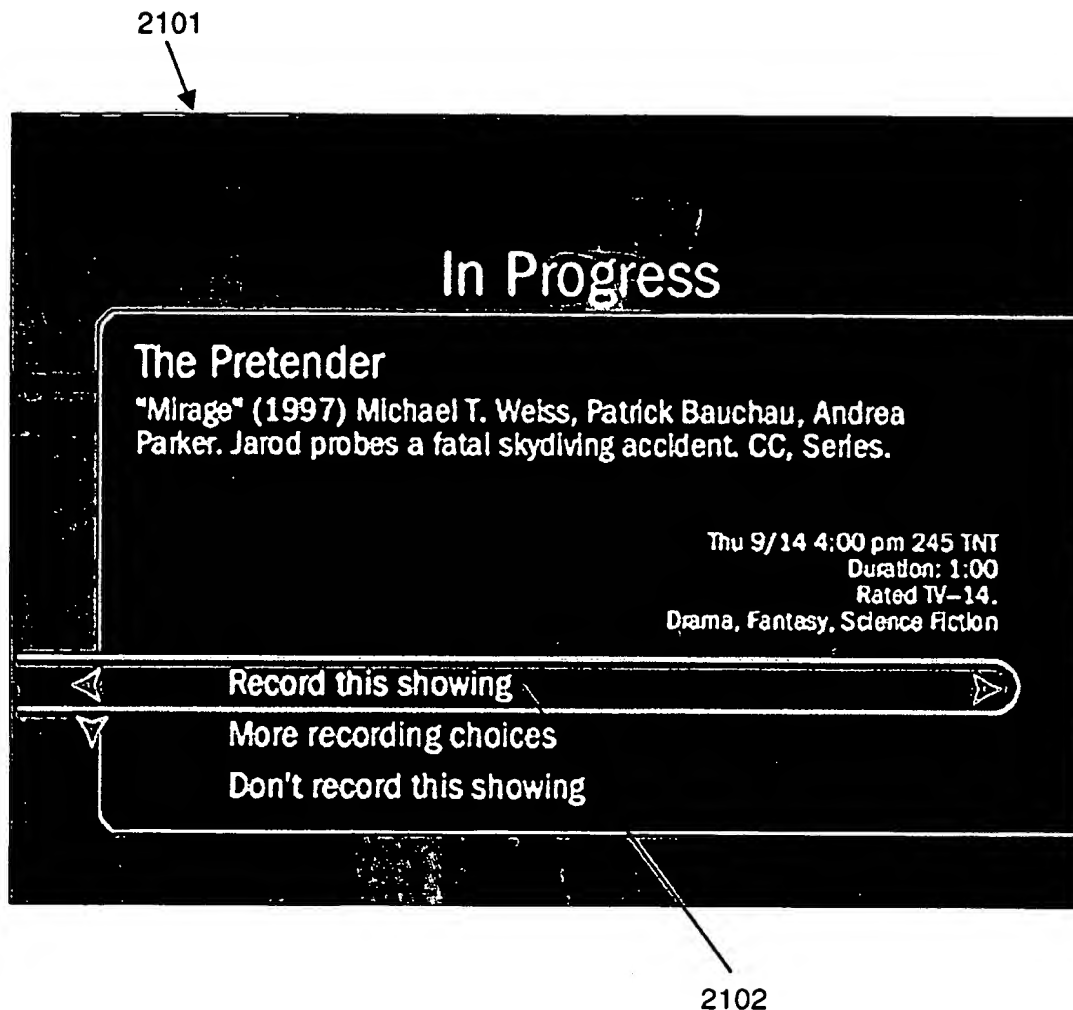 2101
In Progress
The Pretender
"Mirage" (1997) Michael T. Weiss, Patrick Bauchau, Andrea
Parker. Jarod probes a fatal skydiving accident. CC, Series.
Thu 9/14 4:00 pm 245 TNT
Duration: 1:00
Rated TV-14.
Drama, Fantasy, Science Fiction
Record this showing
More recording choices
Don't record this showing
2102